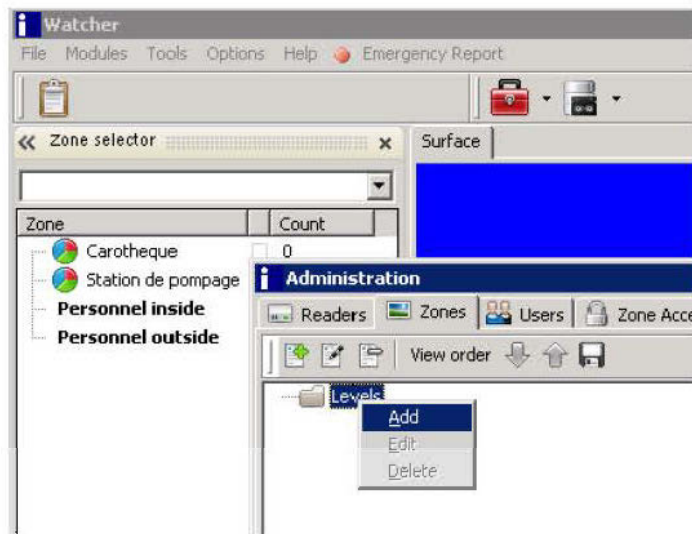 Watcher
File Modules Tools Options Help Emergency Report
Zone selector
Surface
Zone Count
Carotheque 0
Station de pompage
Personnel inside
Personnel outside
Administration
Readers Zones Users Zone Acce
View order
Levels
Add
Edit
Delete